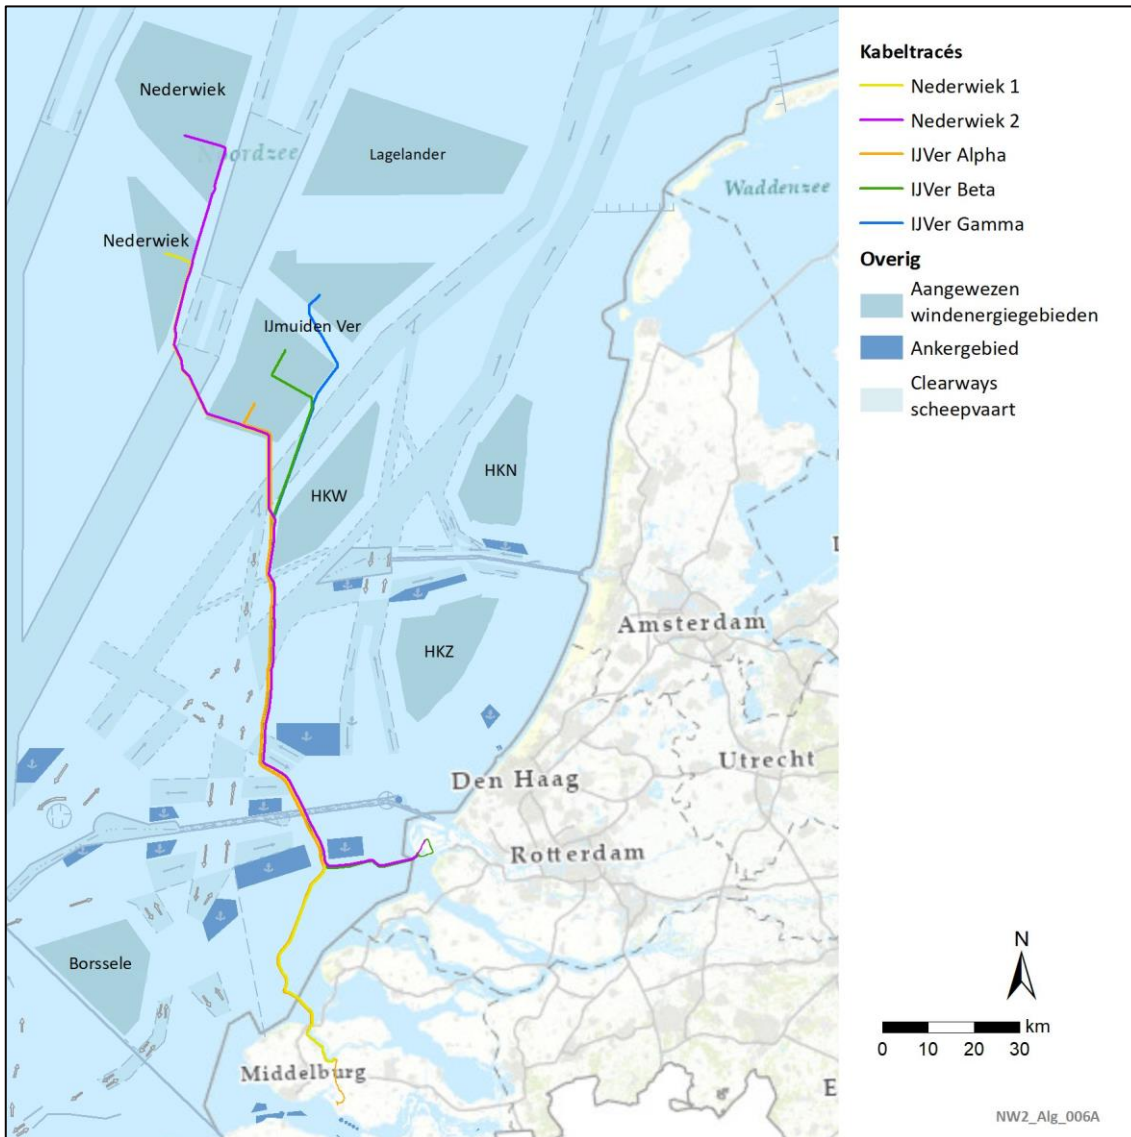 Nederwiek
Noordzee
Lagelander
Waddenzee
Nederwiek
IJmuiden Ver
HKN
HKW
Amsterdam
HKZ
Utrecht
Den Haag
Rotterdam
Borssele
Middelburg
Kabeltracés
Nederwiek 1
Nederwiek 2
IJVer Alpha
IJVer Beta
IJVer Gamma
Overig
Aangewezen
windenergiegebieden
Ankergebied
Clearways
scheepvaart
N
km
0 10 20 30
E
NW2_Alg_006A